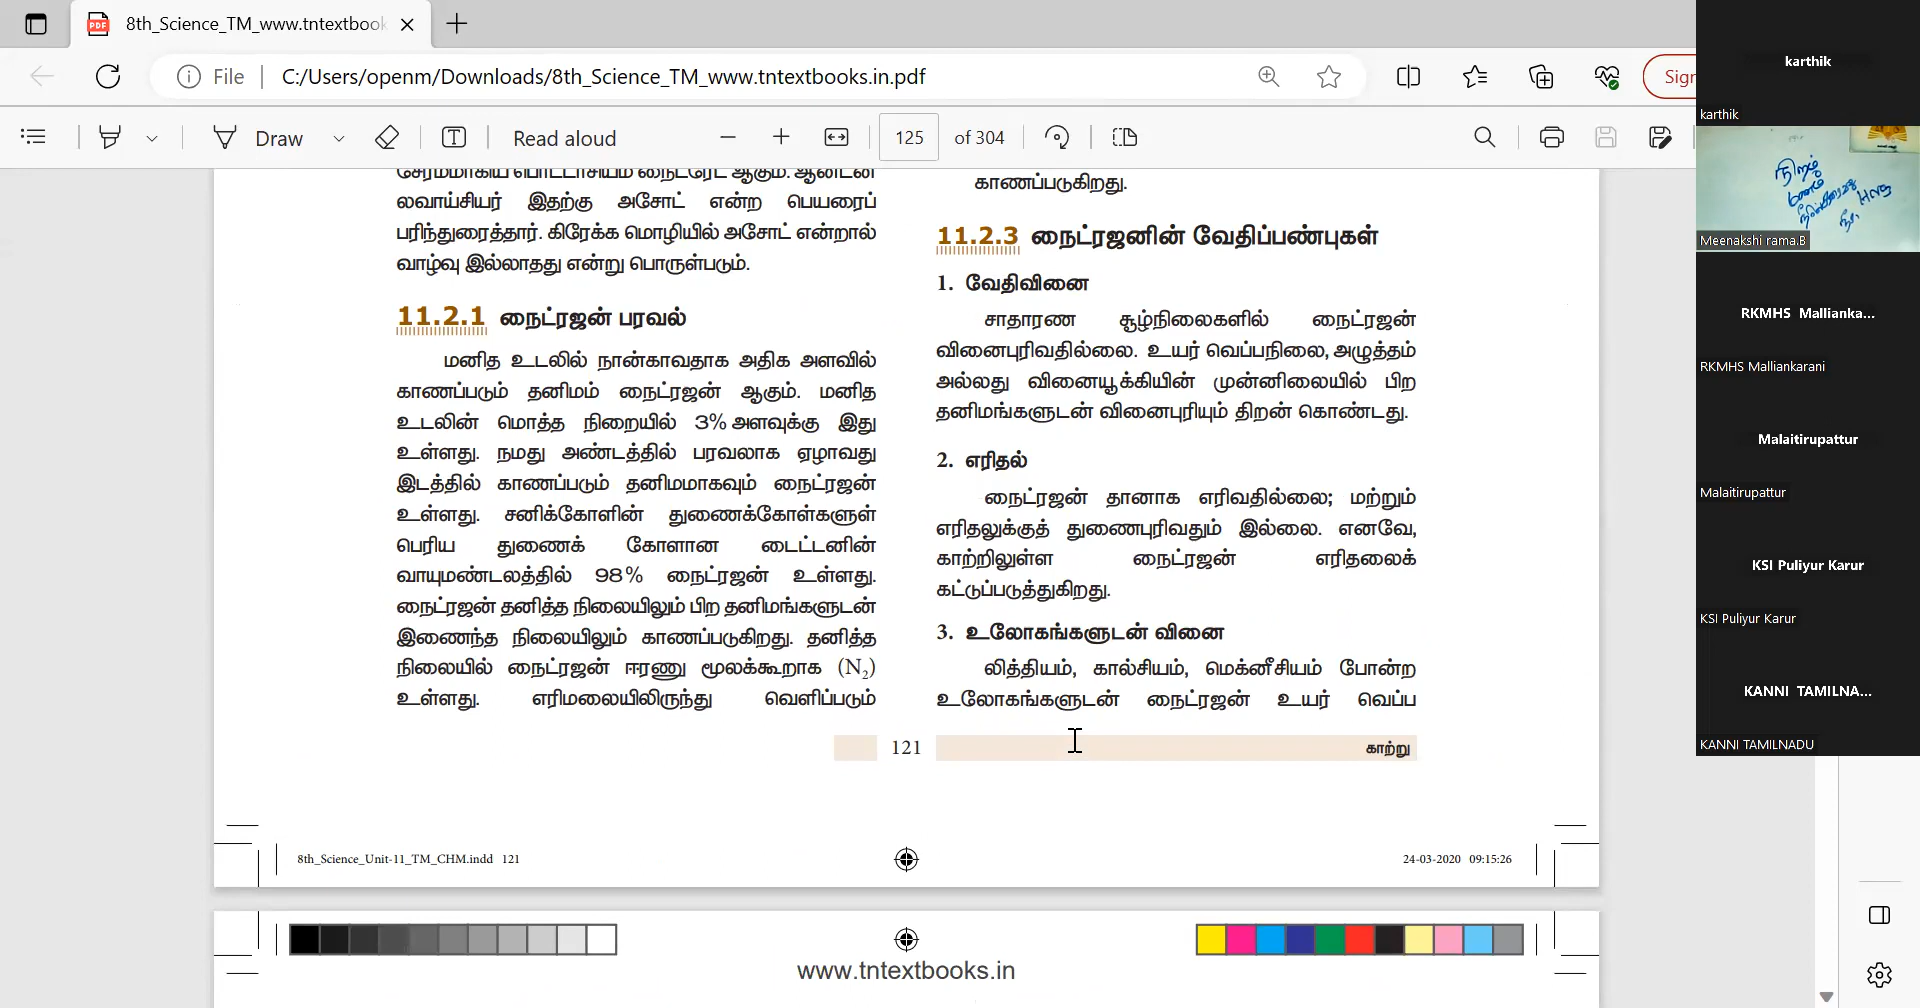 8th_Science_TM_www.tntextbook
File
C:/Users/openm/Downloads/8th_Science_TM_www.tntextbooks.in.pdf
Sign
Draw
Read aloud
125 of 304
லவாய்சியர் இதற்கு அசோட் என்ற பெயரைப்
பரிந்துரைத்தார். கிரேக்க மொழியில் அசோட் என்றால்
வாழ்வு இல்லாதது என்று பொருள்படும்.
11.2.1 நைட்ரஜன் பரவல்
மனித உடலில் நான்காவதாக அதிக அளவில்
காணப்படும் தனிமம் நைட்ரஜன் ஆகும். மனித
உடலின் மொத்த நிறையில் 3% அளவுக்கு இது
உள்ளது. நமது அண்டத்தில் பரவலாக ஏழாவது
இடத்தில் காணப்படும் தனிமமாகவும் நைட்ரஜன்
உள்ளது. சனிக்கோளின் துணைக்கோள்களுள்
பெரிய துணைக் கோளான டைட்டனின்
வாயுமண்டலத்தில் 98% நைட்ரஜன் உள்ளது.
நைட்ரஜன் தனித்த நிலையிலும் பிற தனிமங்களுடன்
இணைந்த நிலையிலும் காணப்படுகிறது. தனித்த
நிலையில் நைட்ரஜன் ஈரணு மூலக்கூறாக (N₂)
உள்ளது. எரிமலையிலிருந்து வெளிப்படும்
காணப்படுகிறது.
11.2.3 நைட்ரஜனின் வேதிப்பண்புகள்
1. வேதிவினை
சாதாரண சூழ்நிலைகளில் நைட்ரஜன்
வினைபுரிவதில்லை. உயர் வெப்பநிலை, அழுத்தம்
அல்லது வினையூக்கியின் முன்னிலையில் பிற
தனிமங்களுடன் வினைபுரியும் திறன் கொண்டது.
2. எரிதல்
நைட்ரஜன் தானாக எரிவதில்லை; மற்றும்
எரிதலுக்குத் துணைபுரிவதும் இல்லை. எனவே,
காற்றிலுள்ள நைட்ரஜன் எரிதலைக்
கட்டுப்படுத்துகிறது.
3. உலோகங்களுடன் வினை
லித்தியம், கால்சியம், மெக்னீசியம் போன்ற
உலோகங்களுடன் நைட்ரஜன் உயர் வெப்ப
121
காற்று
8th_Science_Unit-11_TM_CHM.indd 121
24-03-2020 09:15:26
www.tntextbooks.in
karthik
karthik
நிறம்
மணம்
Meenakshi rama.B
RKMHS Mallianka...
RKMHS Malliankarani
Malaitirupattur
Malaitirupattur
KSI Puliyur Karur
KSI Puliyur Karur
KANNI TAMILNA...
KANNI TAMILNADU